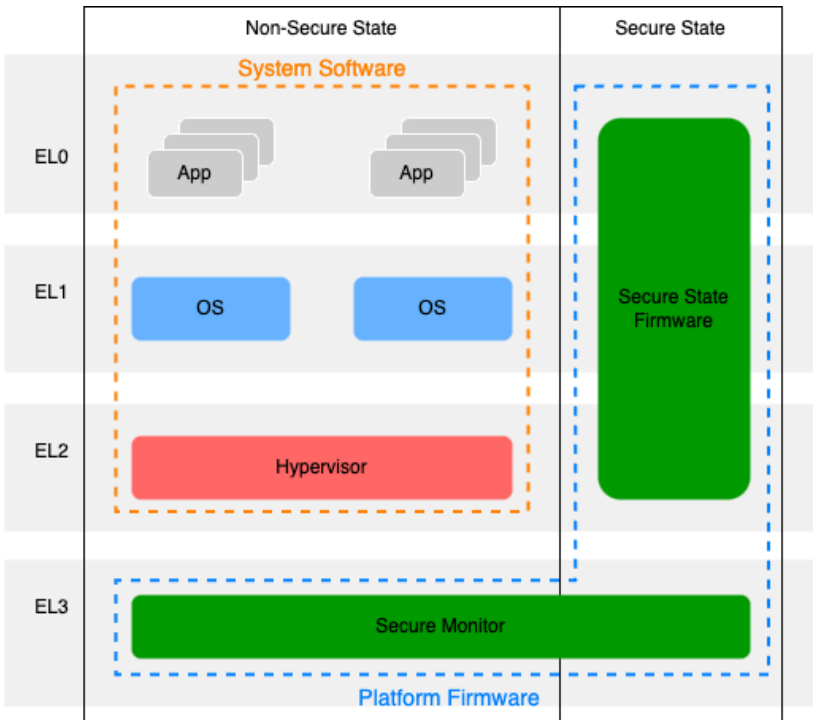 Non-Secure State
Secure State
System Software
EL0
App
App
EL1
OS
OS
Secure State
Firmware
EL2
Hypervisor
EL3
Secure Monitor
Platform Firmware